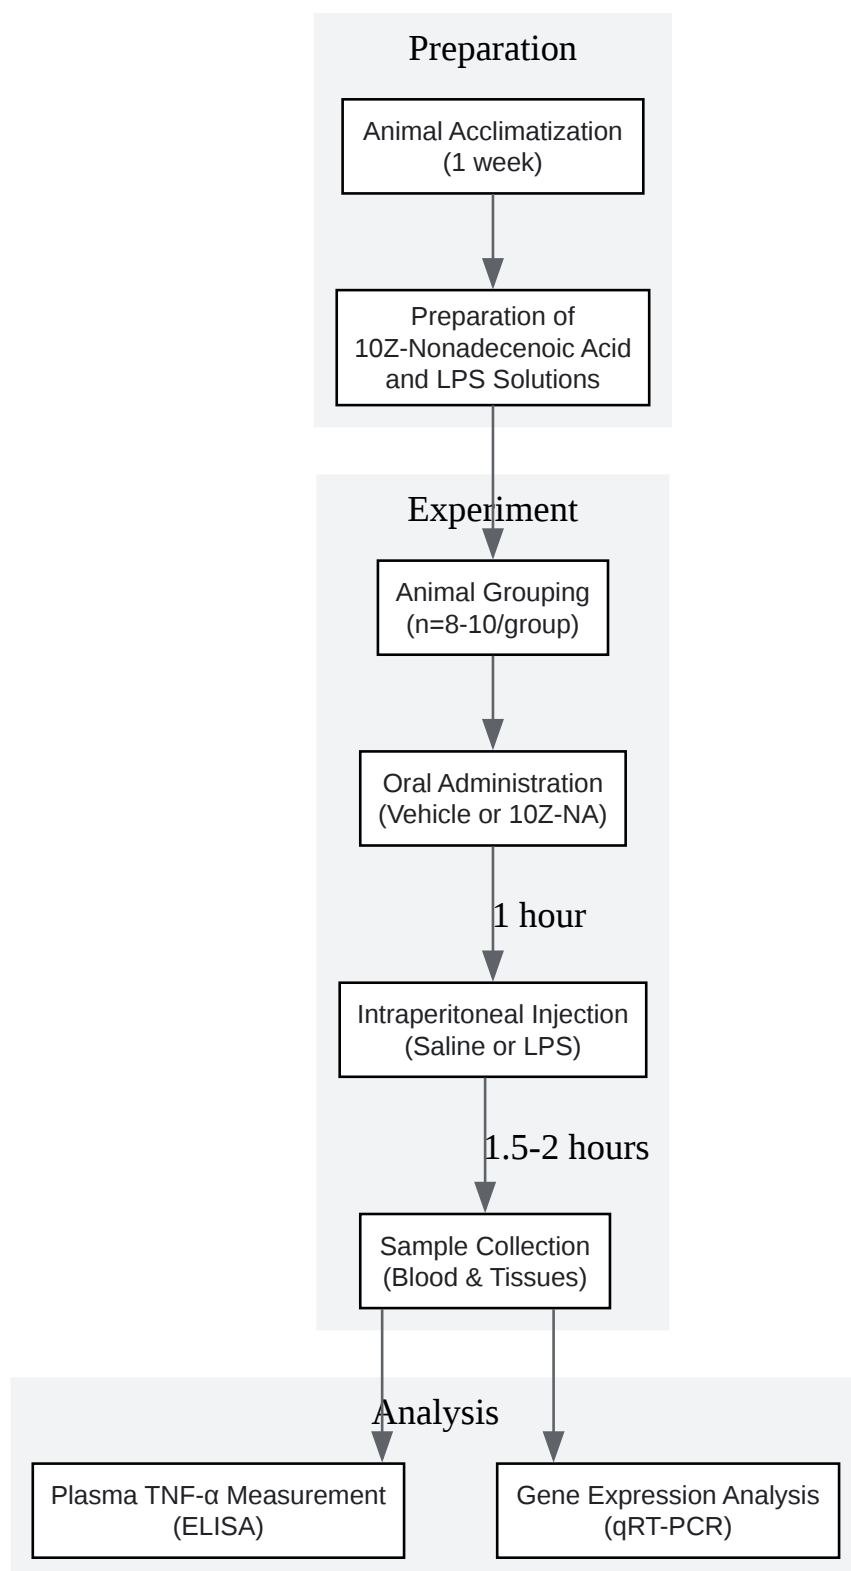 Preparation
Animal Acclimatization
(1 week)
Preparation of
10Z-Nonadecenoic Acid
and LPS Solutions
Experiment
Animal Grouping
(n=8-10/group)
Oral Administration
(Vehicle or 10Z-NA)
1 hour
Intraperitoneal Injection
(Saline or LPS)
1.5-2 hours
Sample Collection
(Blood & Tissues)
Analysis
Plasma TNF-α Measurement
(ELISA)
Gene Expression Analysis
(qRT-PCR)